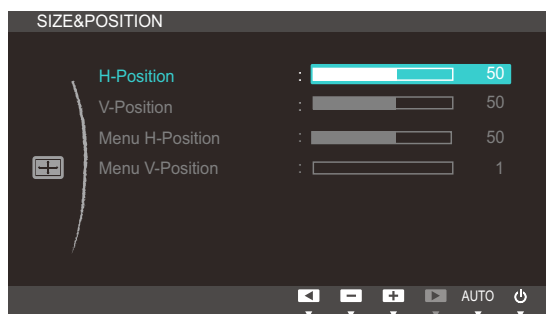 SIZE&POSITION
H-Position : 50
V-Position : 50
Menu H-Position : 50
Menu V-Position : 1
AUTO